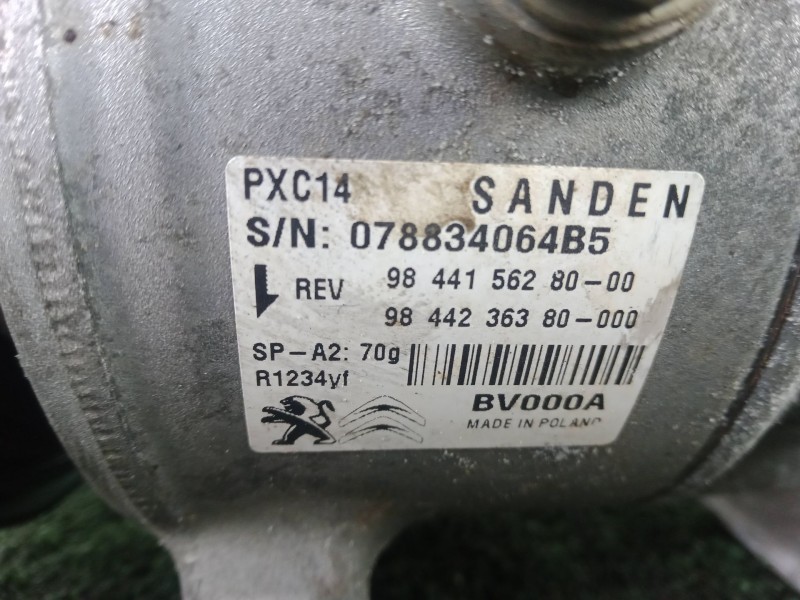 PXC14 SANDEN
S/N: 078834064B5
REV 98 441 562 80-00
98 442 363 80-000
SP-A2: 70g
R1234yf
BV000A
MADE IN POLAND